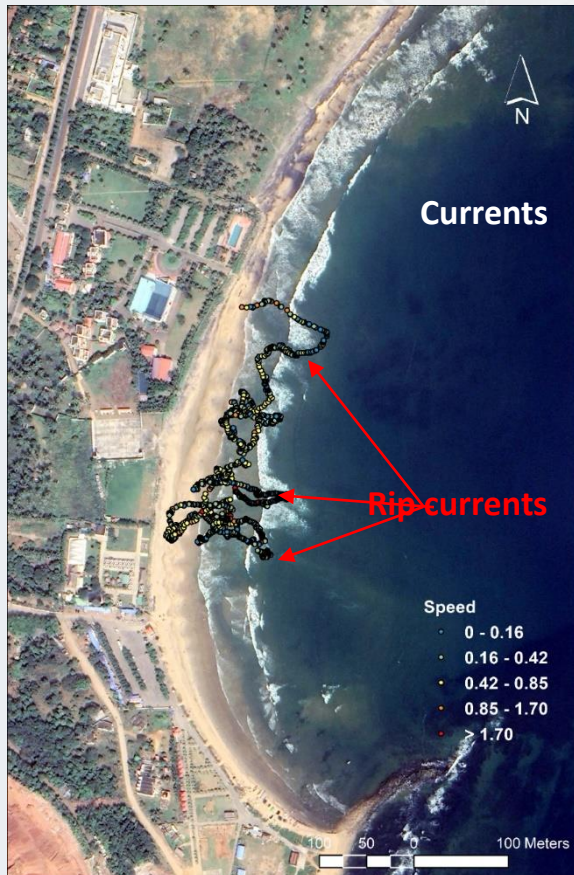 N
Currents
Rip currents
Speed
0 - 0.16
0.16 - 0.42
0.42 - 0.85
0.85 - 1.70
> 1.70
100 50 0 100 Meters